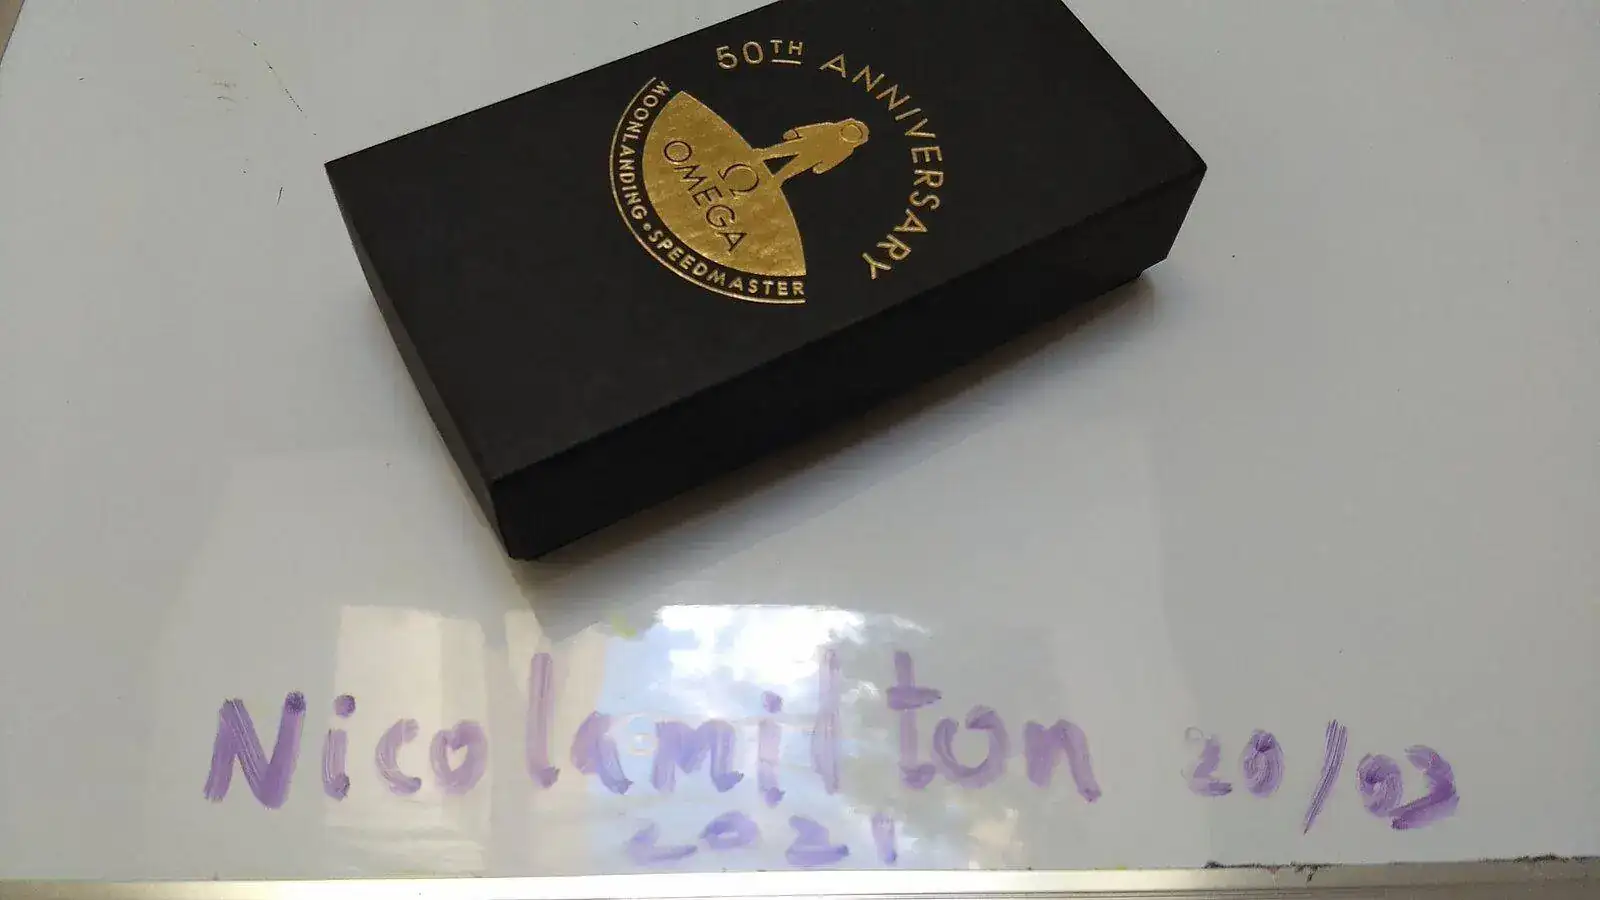 50TH ANNIVERSARY
Ω
OMEGA
MOONLANDING • SPEEDMASTER
Nicolamilton 20/03
2021